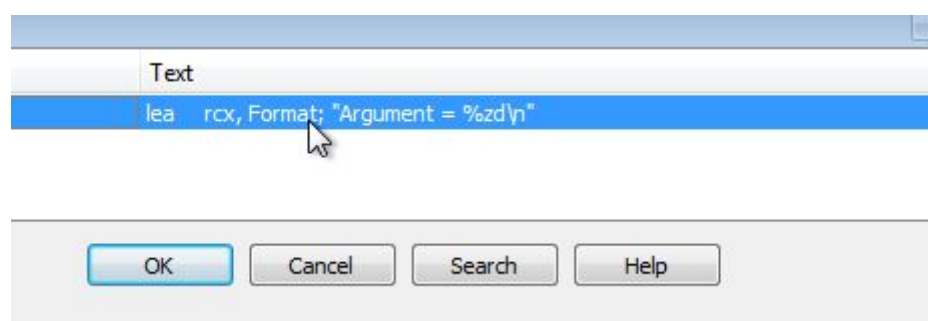 Text
lea rcx, Format; "Argument = %zd\n"
OK Cancel Search Help